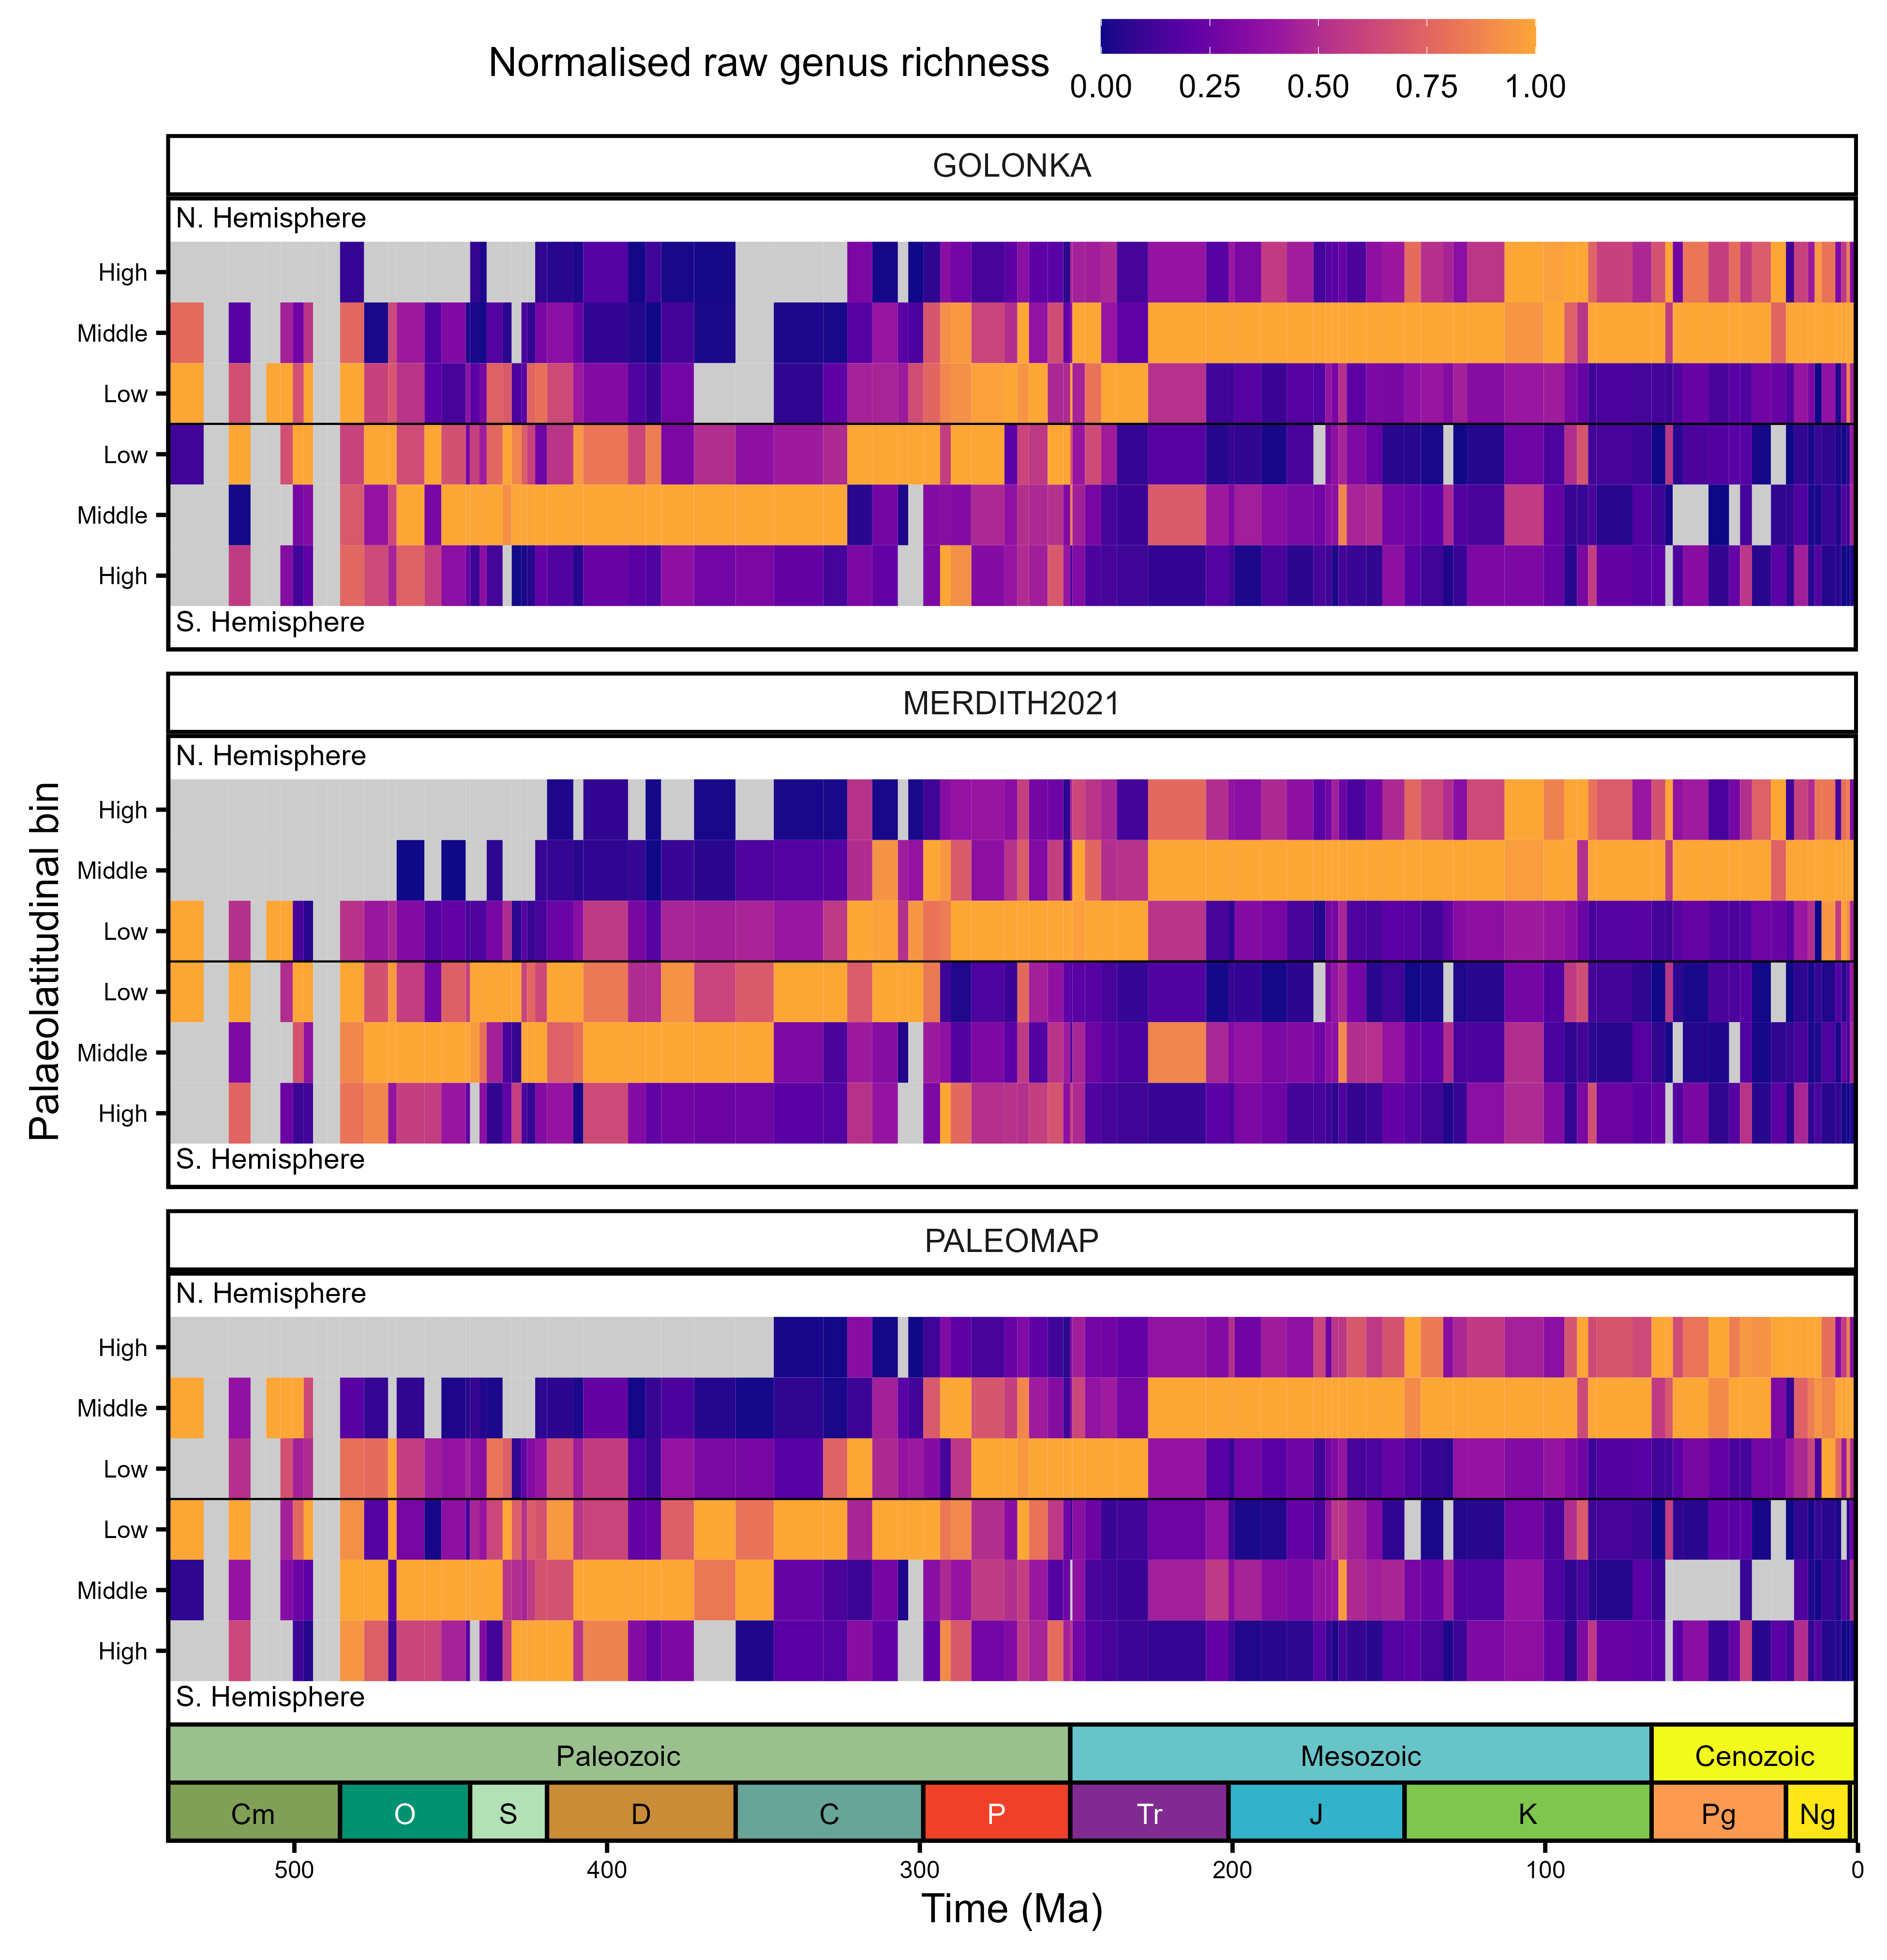 Normalised raw genus richness
0.00 0.25 0.50 0.75 1.00
GOLONKA
N. Hemisphere
High
Middle
Low
Low
Middle
High
S. Hemisphere
MERDITH2021
N. Hemisphere
High
Middle
Low
Low
Middle
High
S. Hemisphere
Palaeolatitudinal bin
PALEOMAP
N. Hemisphere
High
Middle
Low
Low
Middle
High
S. Hemisphere
Paleozoic Mesozoic Cenozoic
Cm O S D C P Tr J K Pg Ng
500 400 300 200 100 0
Time (Ma)